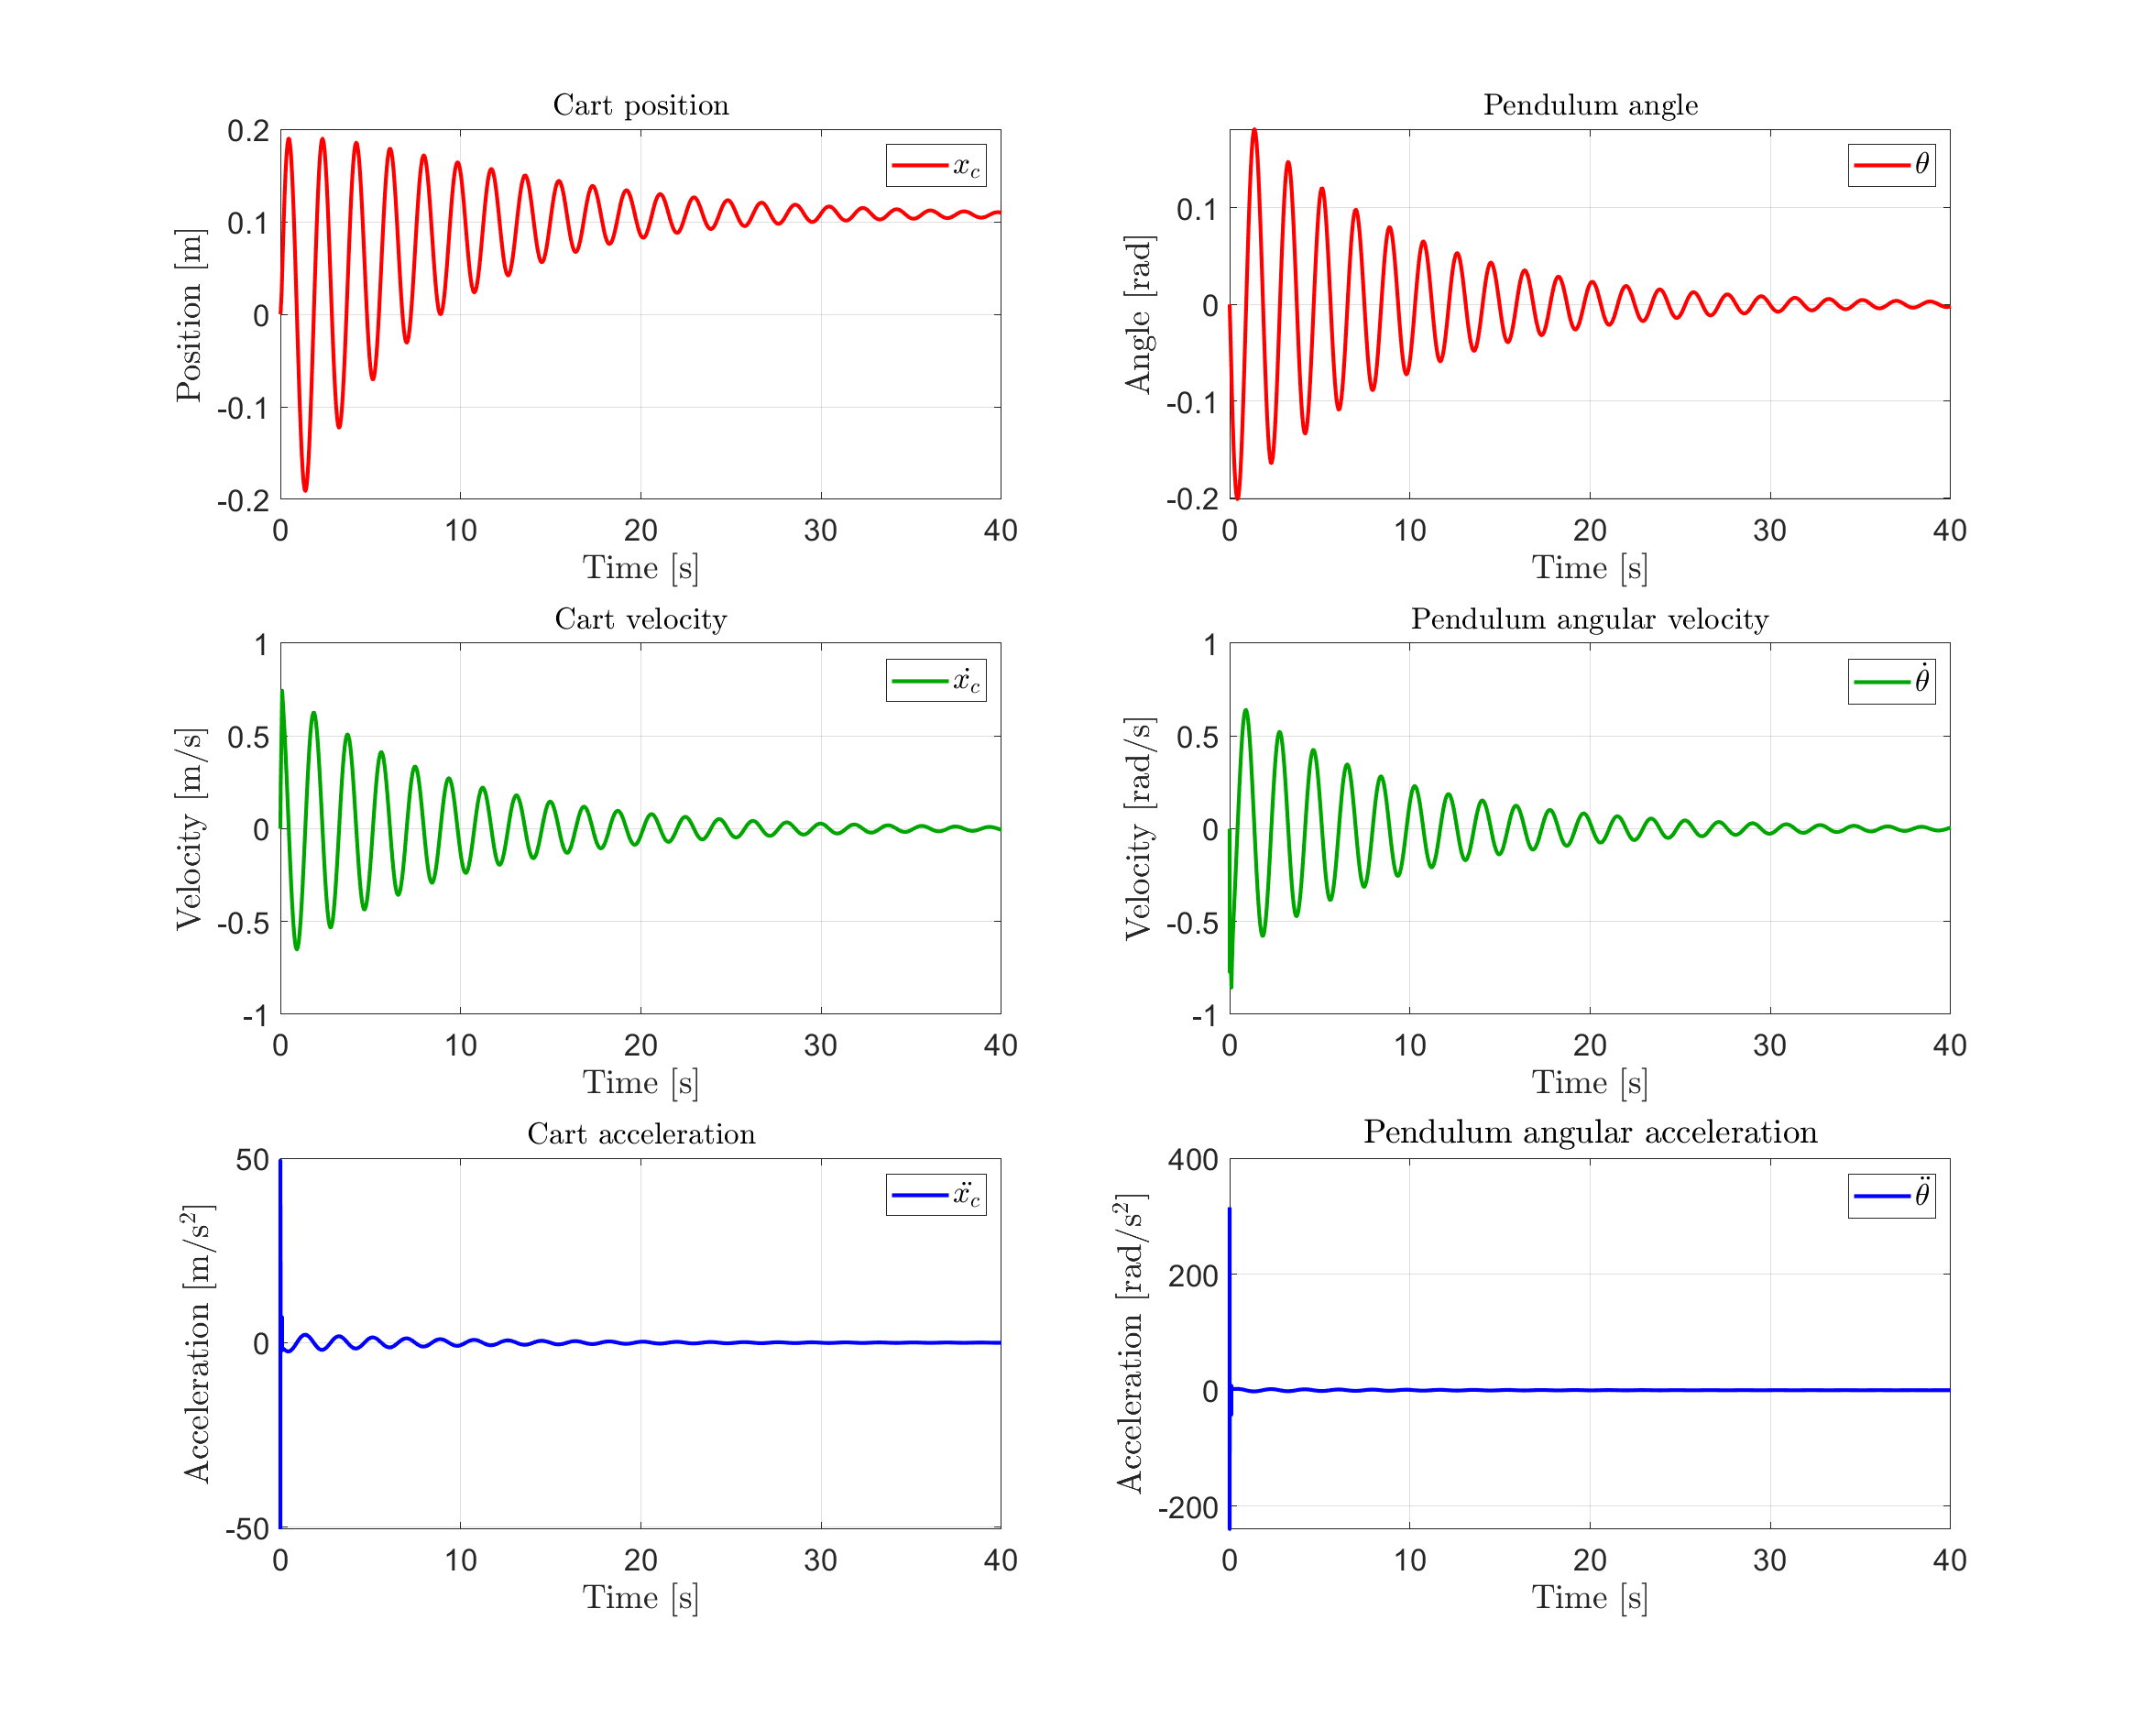 Cart position
0.2
0.1
0
-0.1
-0.2
Position [m]
x_c
0 10 20 30 40
Time [s]
Pendulum angle
0.1
0
-0.1
-0.2
Angle [rad]
θ
0 10 20 30 40
Time [s]
Cart velocity
1
0.5
0
-0.5
-1
Velocity [m/s]
ẋ_c
0 10 20 30 40
Time [s]
Pendulum angular velocity
1
0.5
0
-0.5
-1
Velocity [rad/s]
θ̇
0 10 20 30 40
Time [s]
Cart acceleration
50
0
-50
Acceleration [m/s²]
ẍ_c
0 10 20 30 40
Time [s]
Pendulum angular acceleration
400
200
0
-200
Acceleration [rad/s²]
θ̈
0 10 20 30 40
Time [s]